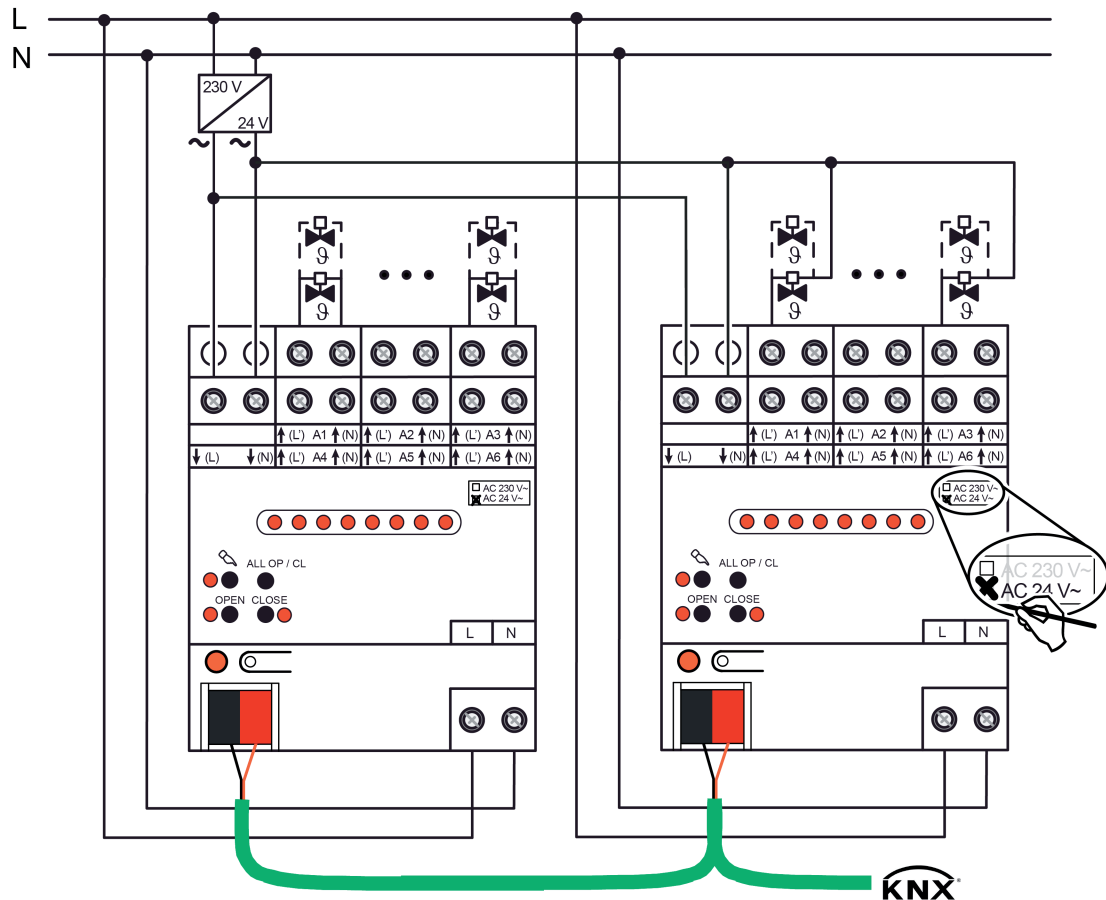 L
N
230 V
24 V
ϑ ϑ ϑ ϑ
ϑ ϑ ϑ ϑ
(L') A1 (N) (L') A2 (N) (L') A3 (N)
(L) (N) (L') A4 (N) (L') A5 (N) (L') A6 (N)
AC 230 V~
AC 24 V~
ALL OP / CL
OPEN CLOSE
L N
(L') A1 (N) (L') A2 (N) (L') A3 (N)
(L) (N) (L') A4 (N) (L') A5 (N) (L') A6 (N)
AC 230 V~
AC 24 V~
AC 230 V~
AC 24 V~
ALL OP / CL
OPEN CLOSE
L N
KNX®